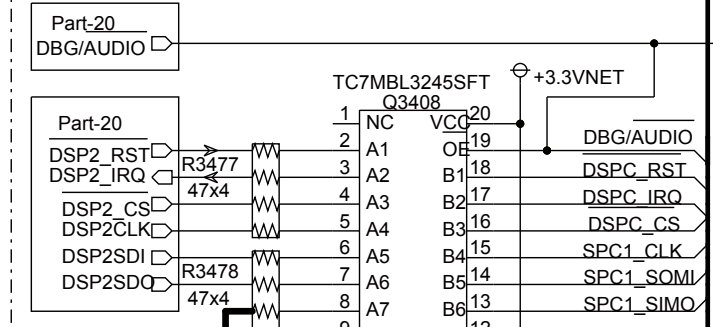 Part-20
DBG/AUDIO
TC7MBL3245SFT
Q3408
+3.3VNET
Part-20
1 NC VCC 20
DSP2_RST 2 A1 OE 19 DBG/AUDIO
DSP2_IRQ R3477 3 A2 B1 18 DSPC_RST
47x4
DSP2_CS 4 A3 B2 17 DSPC_IRQ
DSP2CLK 5 A4 B3 16 DSPC_CS
DSP2SDI 6 A5 B4 15 SPC1_CLK
DSP2SDO R3478 7 A6 B5 14 SPC1_SOMI
47x4 8 A7 B6 13 SPC1_SIMO